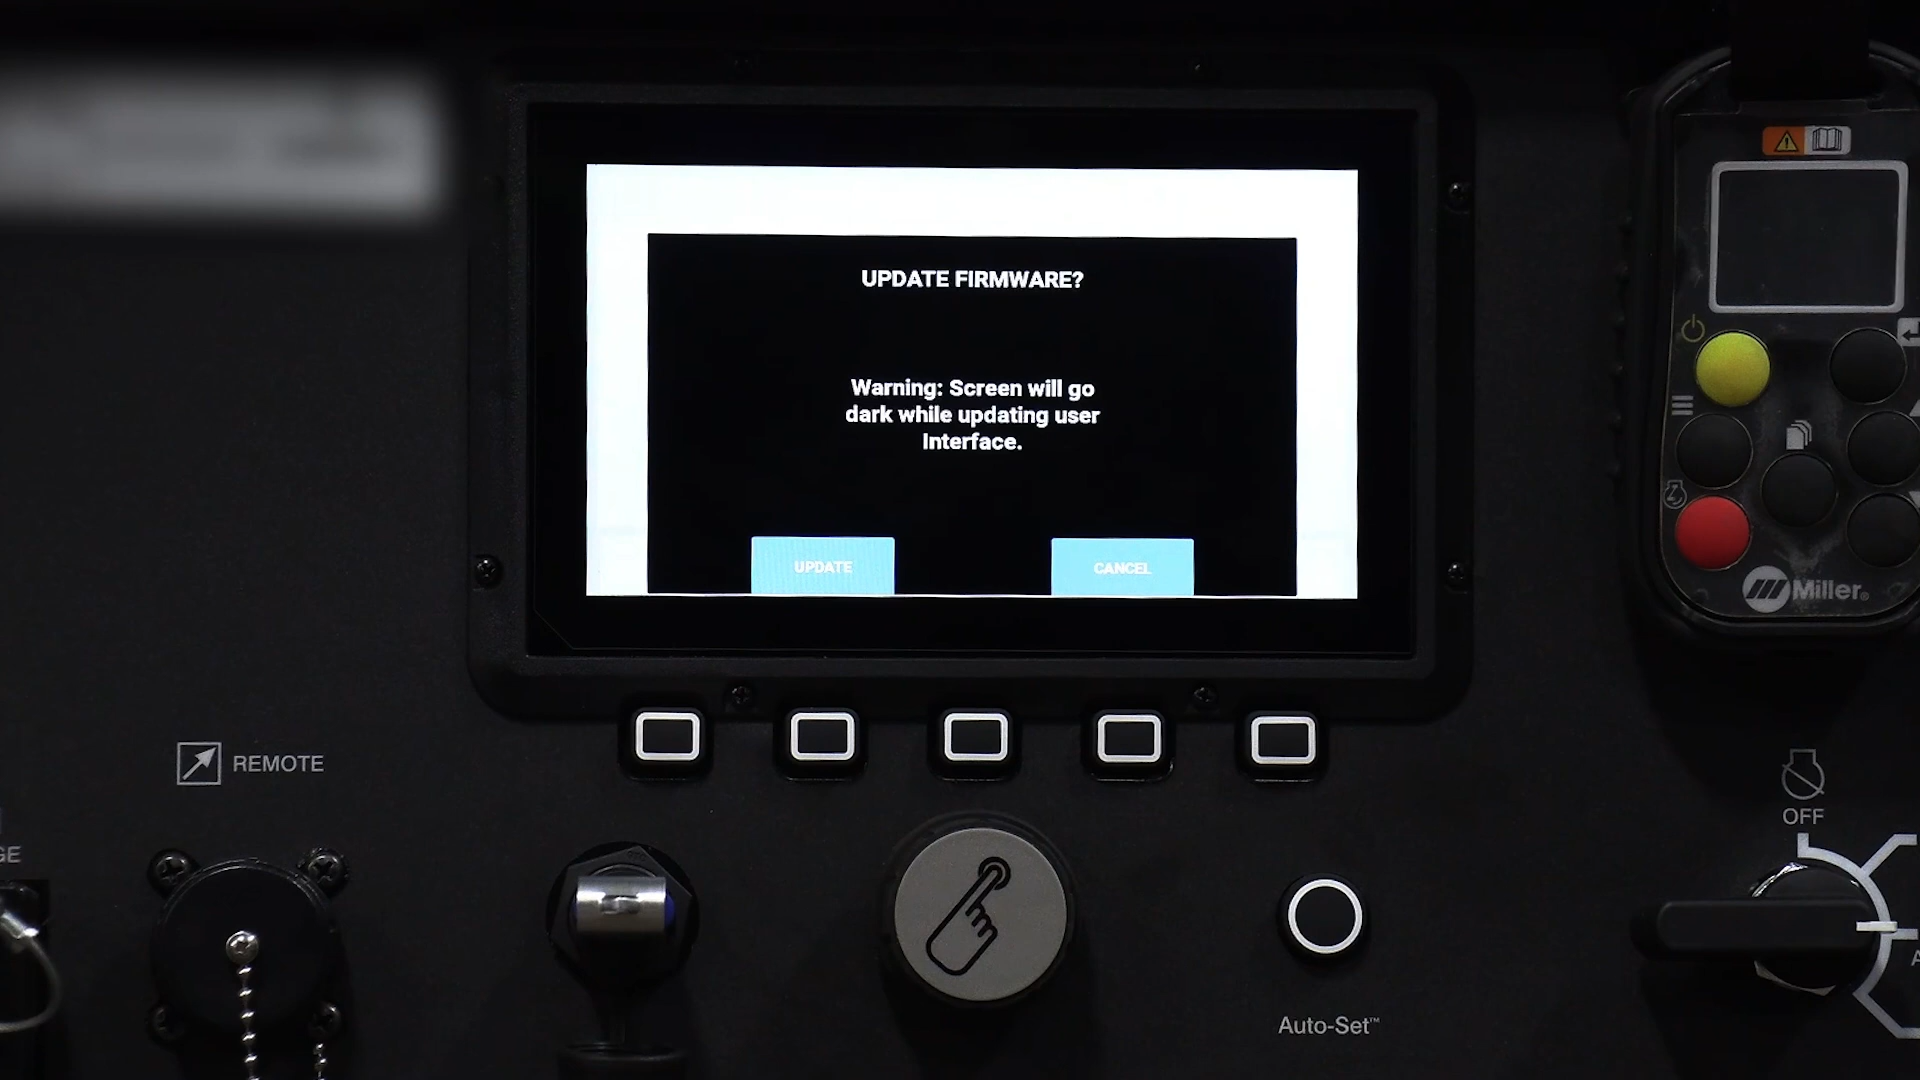 UPDATE FIRMWARE?
Warning: Screen will go
dark while updating user
Interface.
UPDATE
CANCEL
Miller®
REMOTE
OFF
Auto-Set™